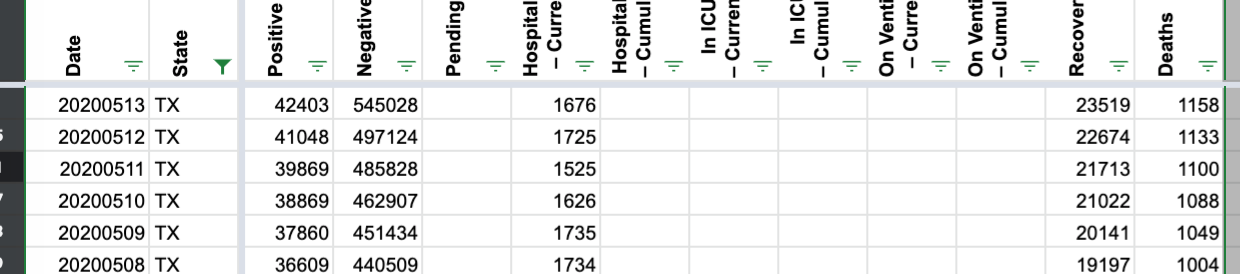 Date State Positive Negative Pending Hospital – Curre Hospital – Cumul In ICU – Curren In IC – Cumul On Venti – Curre On Venti – Cumul Recover Deaths
20200513 TX 42403 545028 1676 23519 1158
20200512 TX 41048 497124 1725 22674 1133
20200511 TX 39869 485828 1525 21713 1100
20200510 TX 38869 462907 1626 21022 1088
20200509 TX 37860 451434 1735 20141 1049
20200508 TX 36609 440509 1734 19197 1004